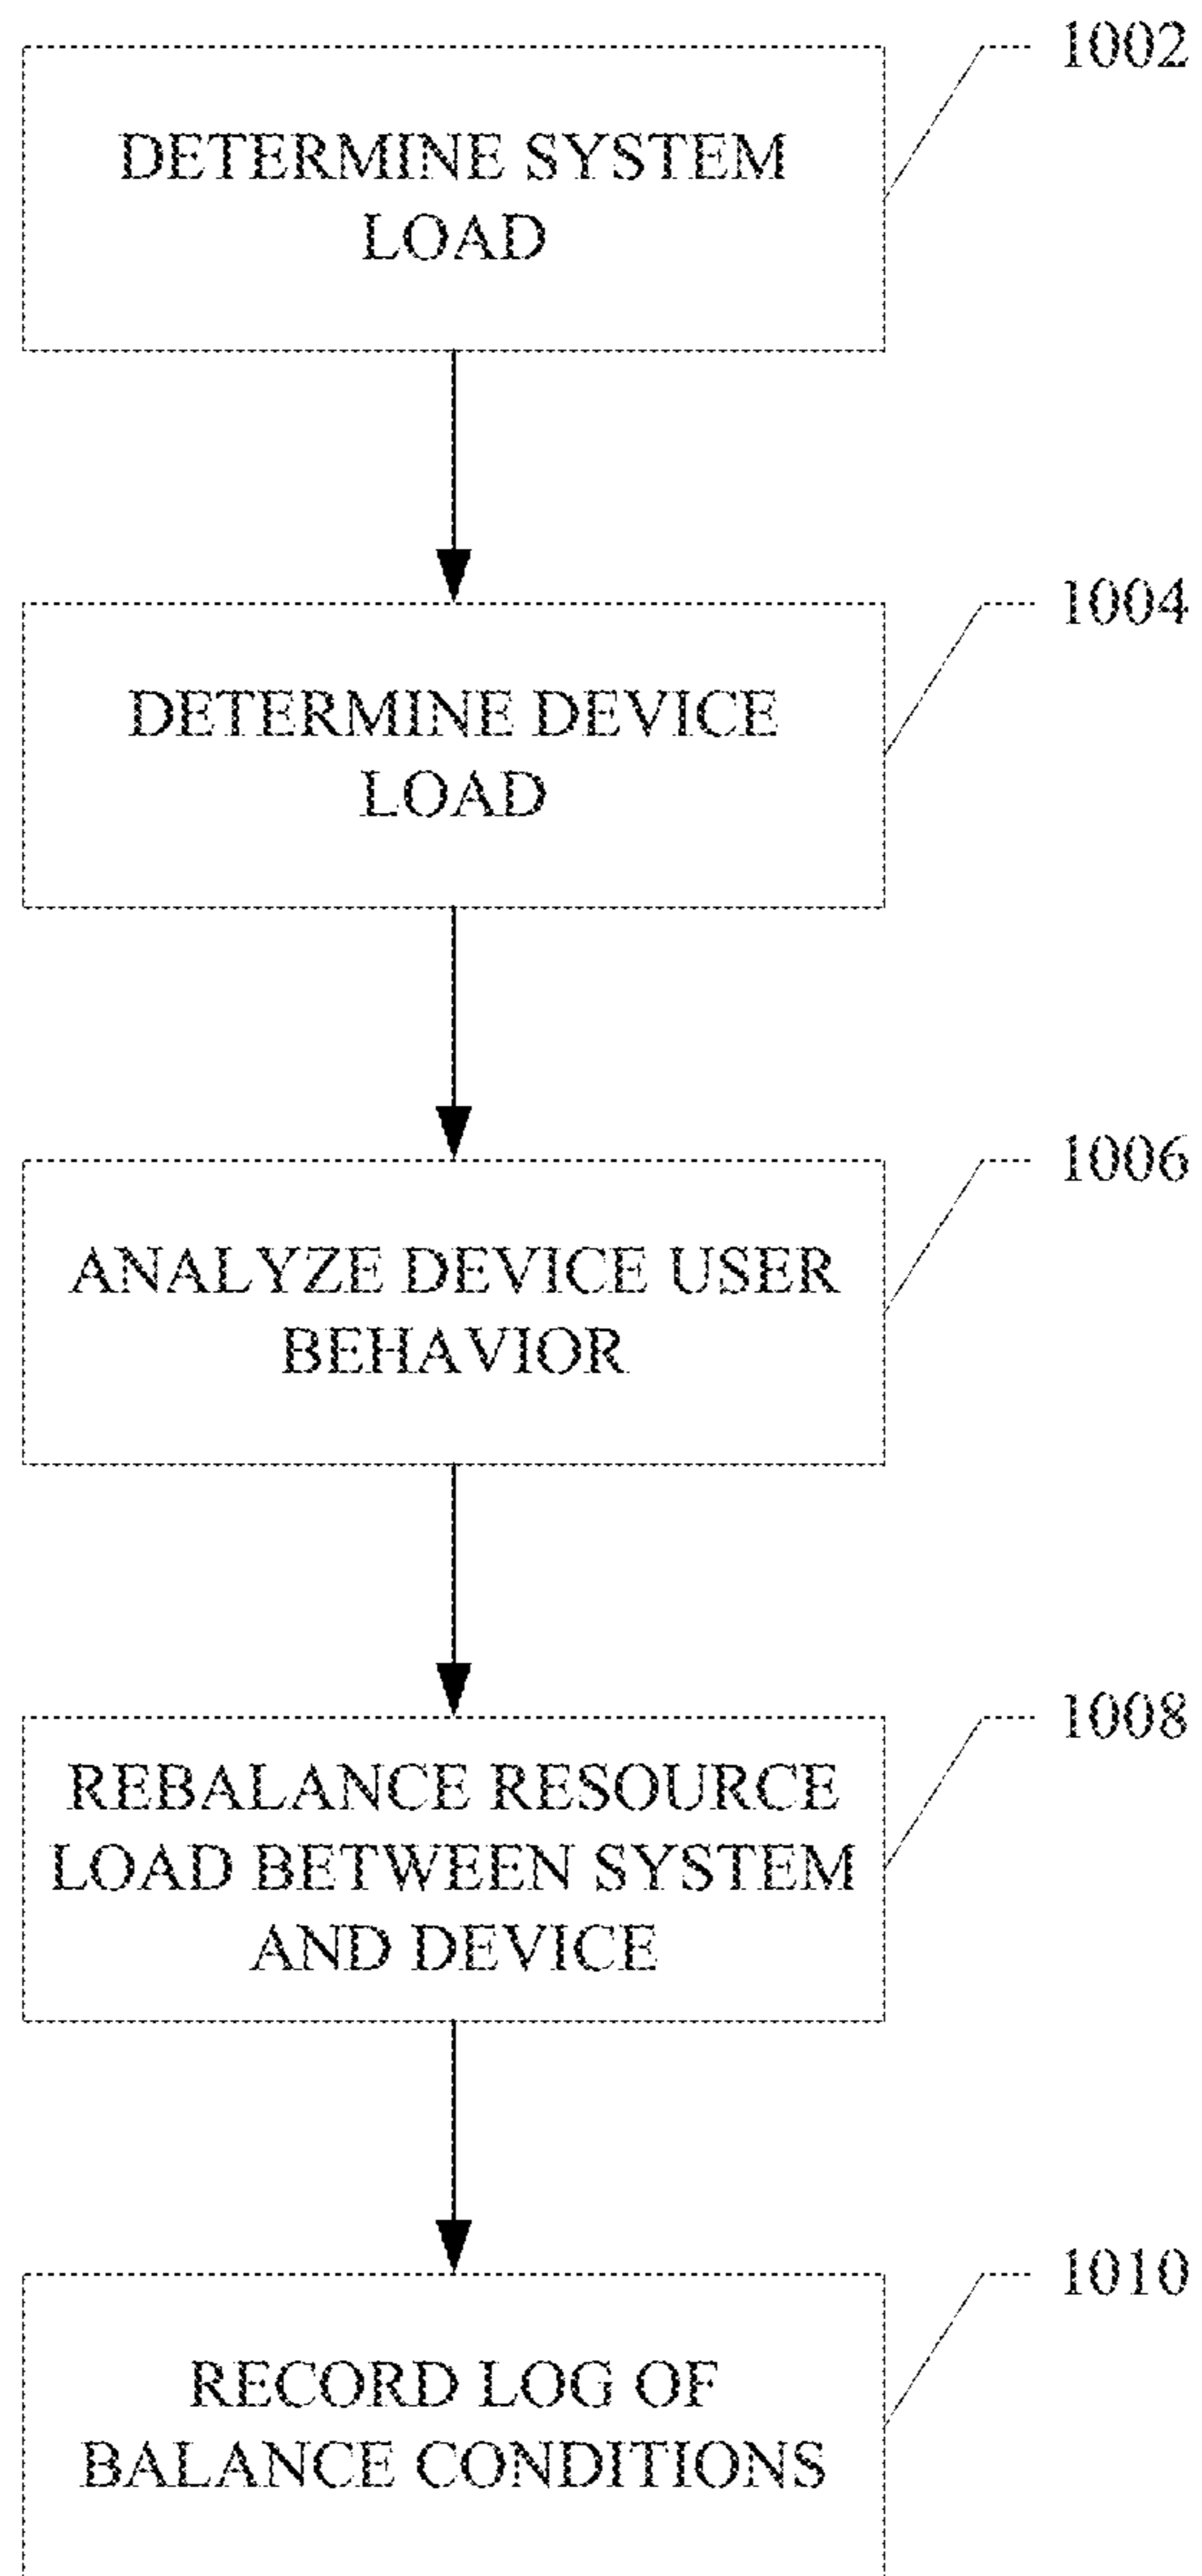 1002
DETERMINE SYSTEM
LOAD
1004
DETERMINE DEVICE
LOAD
1006
ANALYZE DEVICE USER
BEHAVIOR
1008
REBALANCE RESOURCE
LOAD BETWEEN SYSTEM
AND DEVICE
1010
RECORD LOG OF
BALANCE CONDITIONS